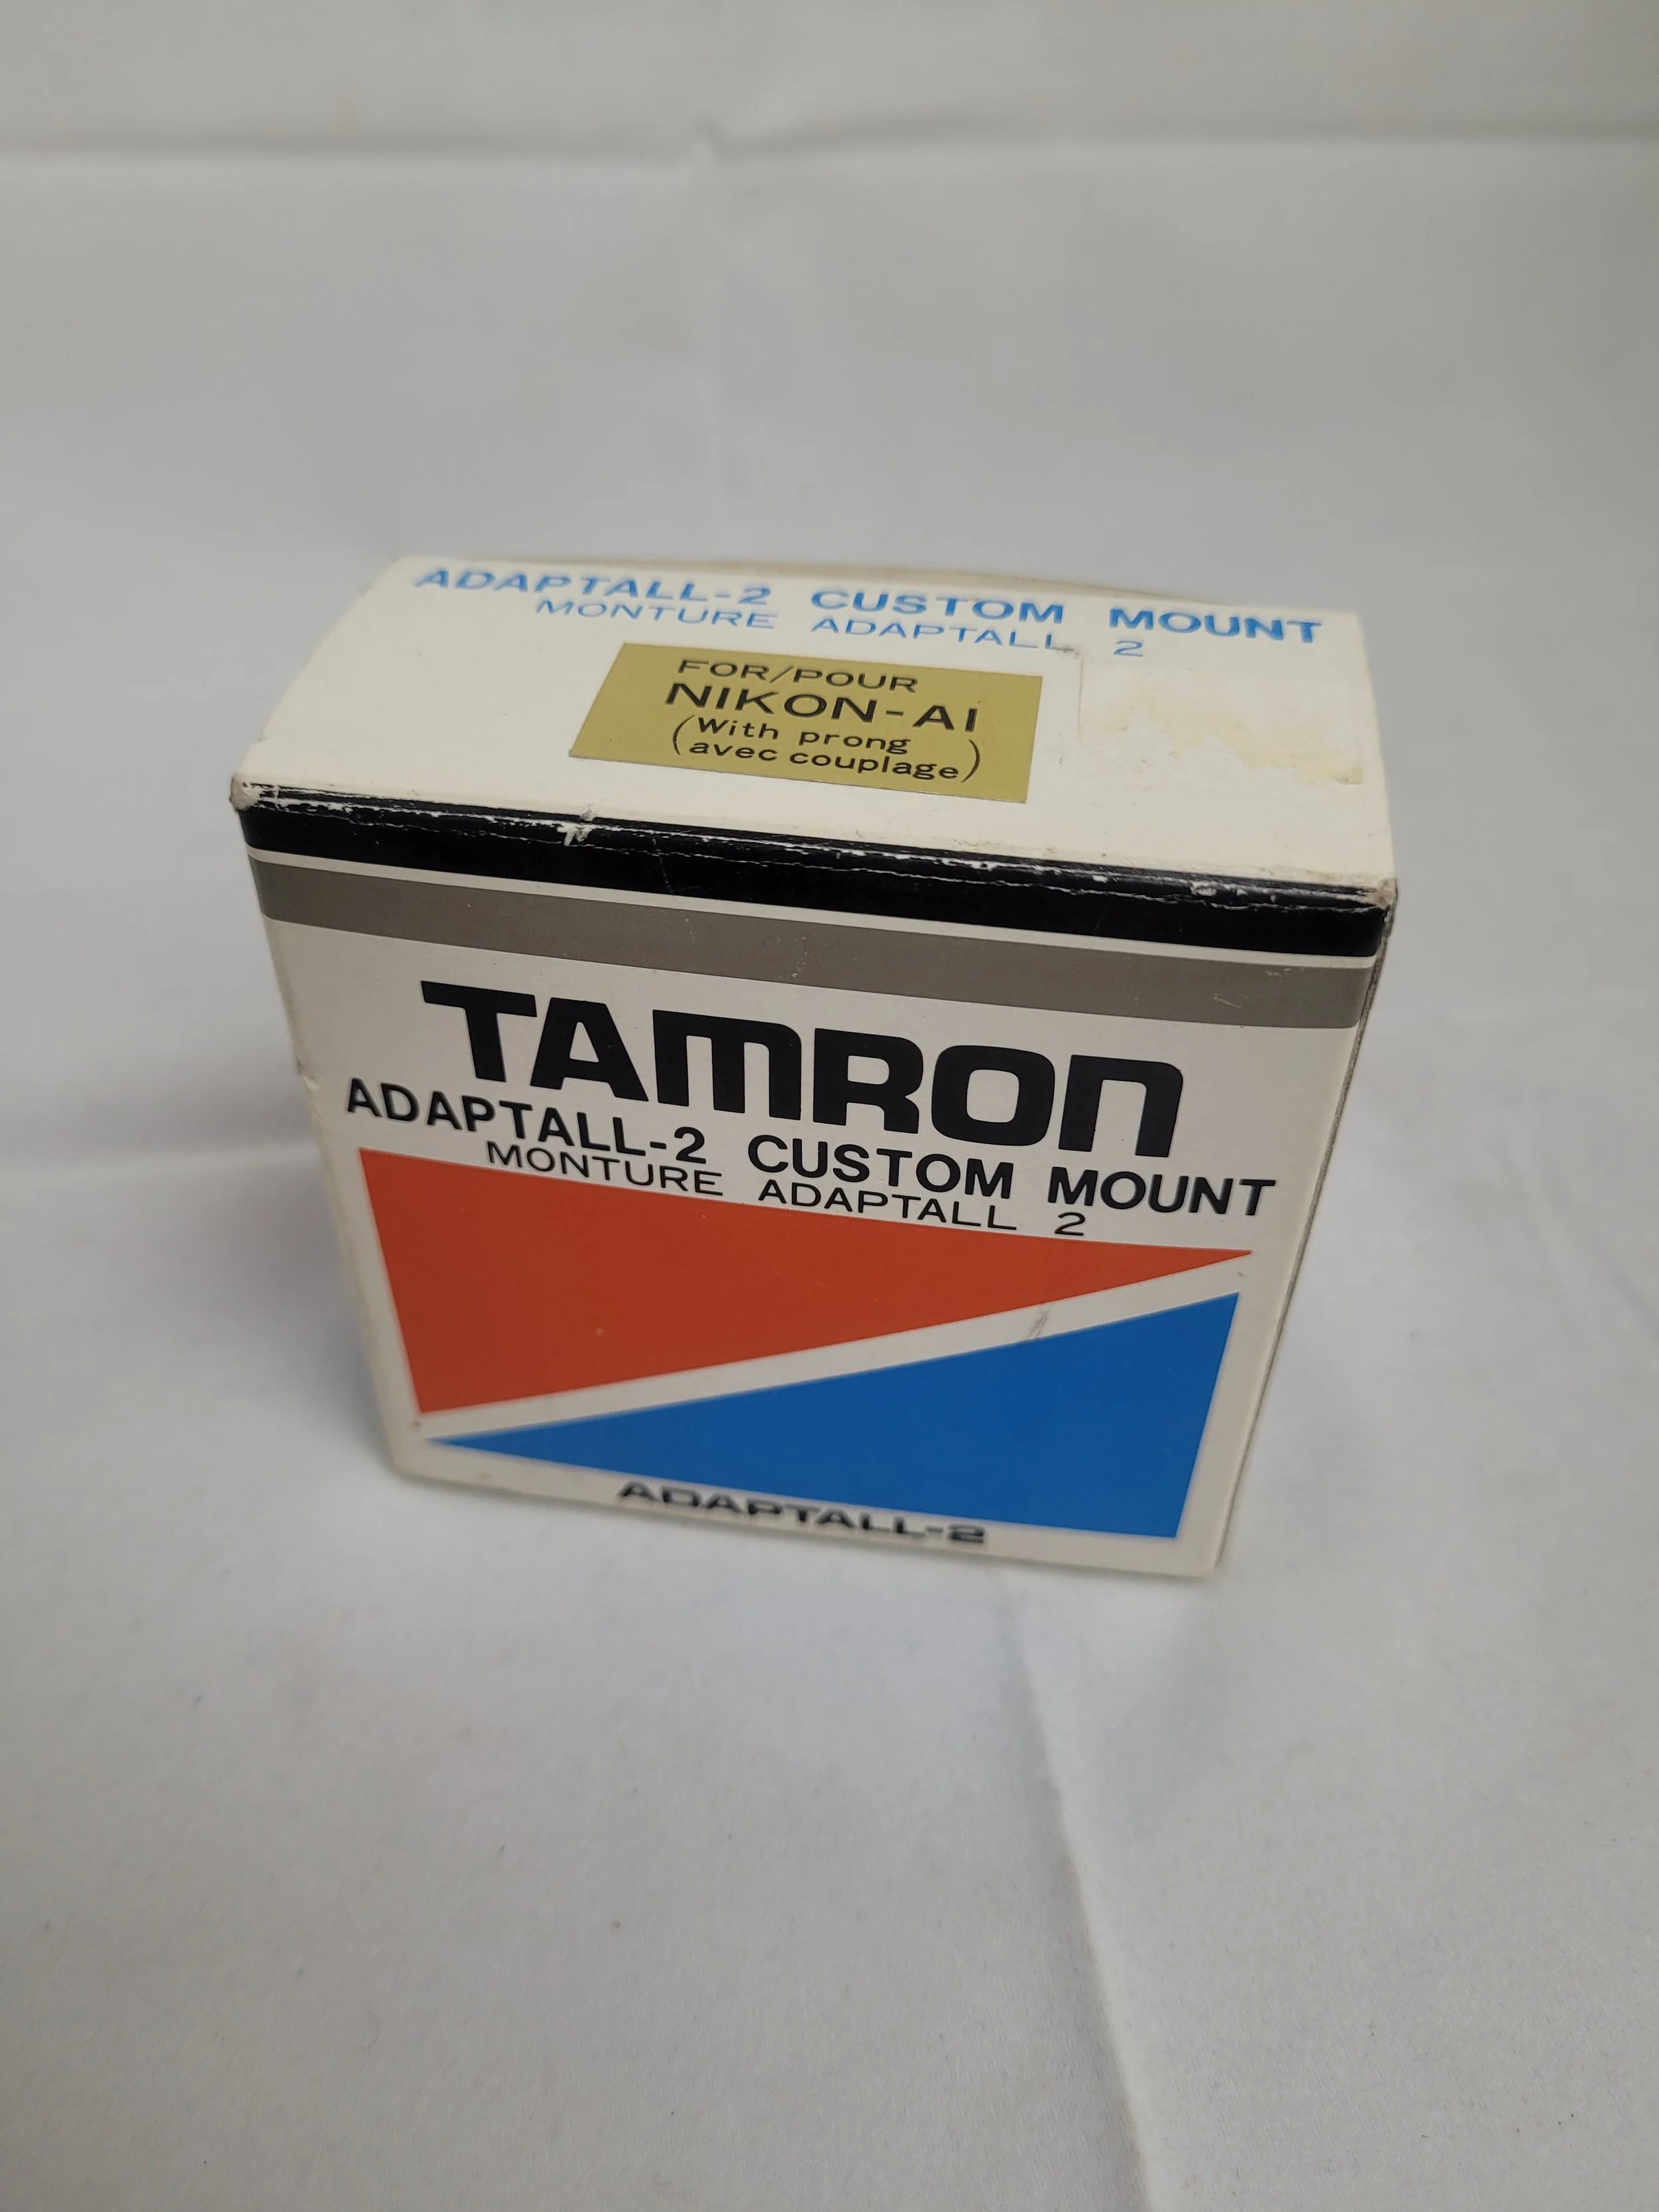 ADAPTALL-2 CUSTOM MOUNT
MONTURE ADAPTALL 2
FOR/POUR
NIKON-AI
(With prong
avec couplage)
TAMRON
ADAPTALL-2 CUSTOM MOUNT
MONTURE ADAPTALL 2
ADAPTALL-2